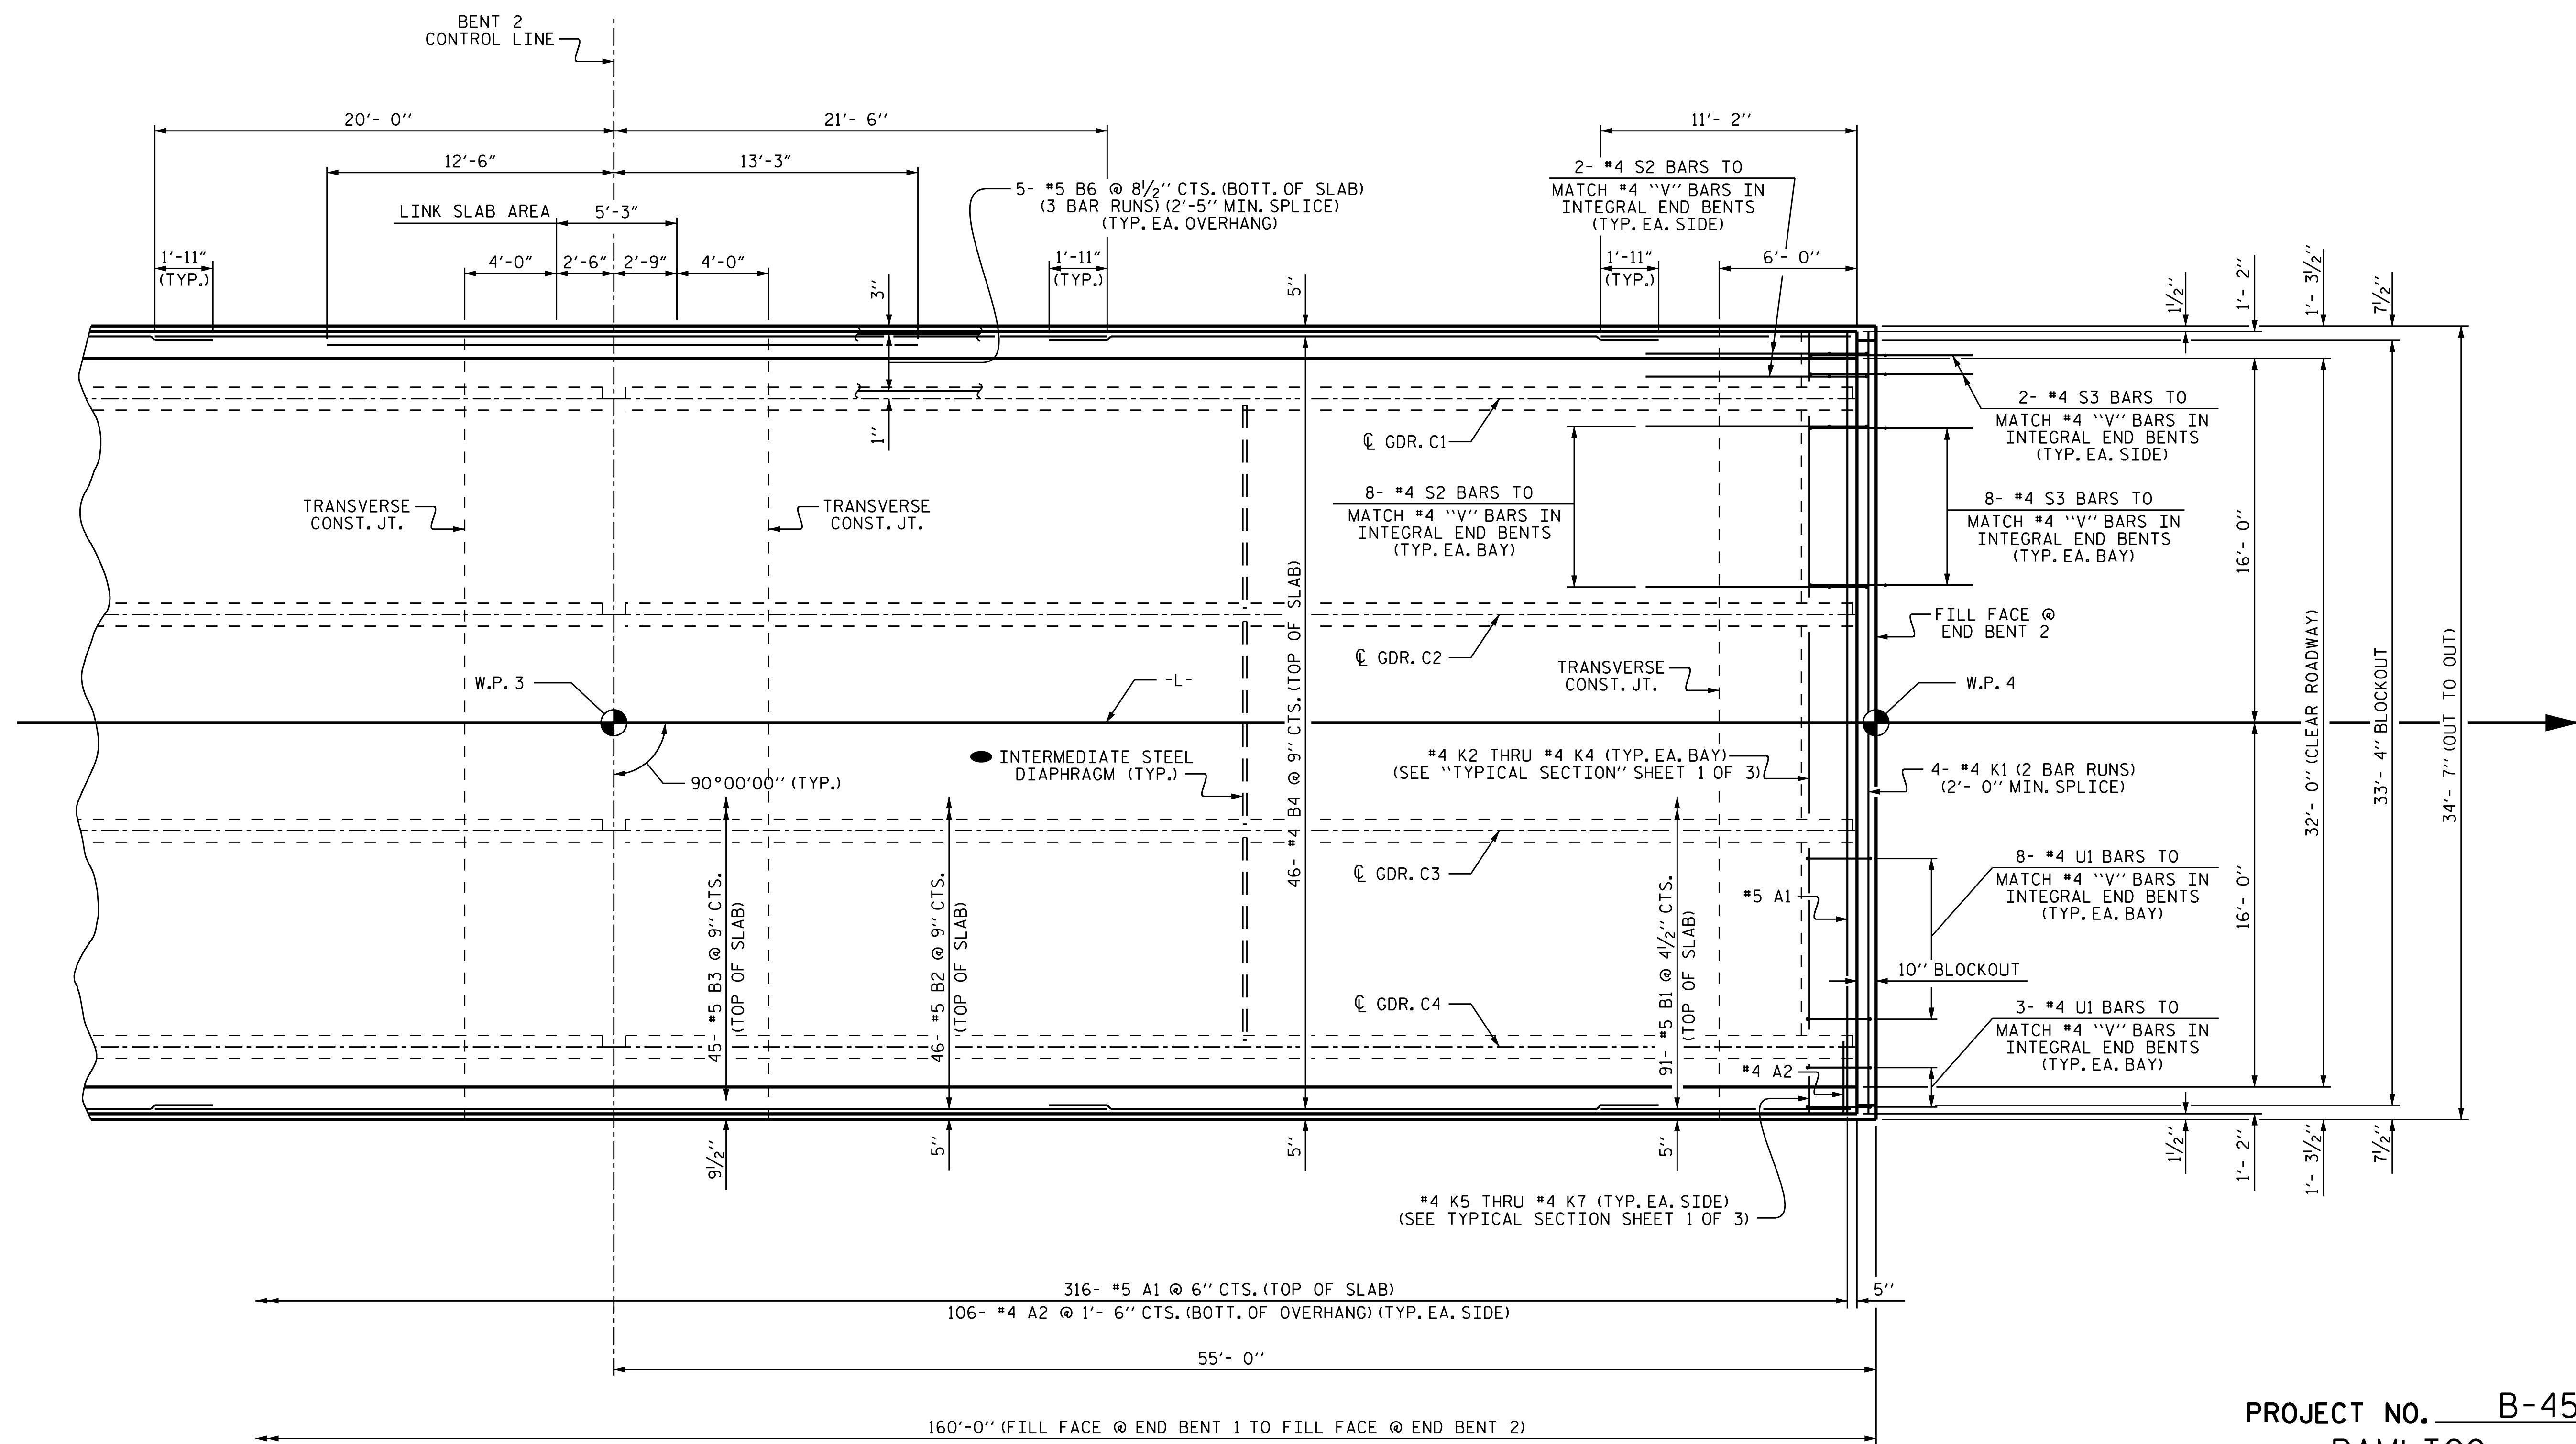 BENT 2
CONTROL LINE
20'- 0''
21'- 6''
11'- 2''
12'-6"
13'-3"
LINK SLAB AREA
5'-3"
1'-11"
(TYP.)
4'-0"
2'-6"
2'-9"
4'-0"
5- #5 B6 @ 8½'' CTS. (BOTT. OF SLAB)
(3 BAR RUNS) (2'-5'' MIN. SPLICE)
(TYP. EA. OVERHANG)
1'-11"
(TYP.)
3''
1''
5''
2- #4 S2 BARS TO
MATCH #4 "V" BARS IN
INTEGRAL END BENTS
(TYP. EA. SIDE)
1'-11"
(TYP.)
6'- 0''
1½''
1'- 2''
1'- 3½''
7½''
2- #4 S3 BARS TO
MATCH #4 "V" BARS IN
INTEGRAL END BENTS
(TYP. EA. SIDE)
℄ GDR. C1
8- #4 S2 BARS TO
MATCH #4 "V" BARS IN
INTEGRAL END BENTS
(TYP. EA. BAY)
8- #4 S3 BARS TO
MATCH #4 "V" BARS IN
INTEGRAL END BENTS
(TYP. EA. BAY)
TRANSVERSE
CONST. JT.
TRANSVERSE
CONST. JT.
16'- 0''
FILL FACE @
END BENT 2
℄ GDR. C2
TRANSVERSE
CONST. JT.
W.P. 3
-L-
W.P. 4
32'- 0'' (CLEAR ROADWAY)
33'- 4'' BLOCKOUT
34'- 7'' (OUT TO OUT)
90°00'00'' (TYP.)
INTERMEDIATE STEEL
DIAPHRAGM (TYP.)
46- #4 B4 @ 9'' CTS. (TOP OF SLAB)
#4 K2 THRU #4 K4 (TYP. EA. BAY)
(SEE "TYPICAL SECTION" SHEET 1 OF 3)
4- #4 K1 (2 BAR RUNS)
(2'- 0'' MIN. SPLICE)
45- #5 B3 @ 9'' CTS.
(TOP OF SLAB)
46- #5 B2 @ 9'' CTS.
(TOP OF SLAB)
℄ GDR. C3
91- #5 B1 @ 4½'' CTS.
(TOP OF SLAB)
#5 A1
8- #4 U1 BARS TO
MATCH #4 "V" BARS IN
INTEGRAL END BENTS
(TYP. EA. BAY)
16'- 0''
10'' BLOCKOUT
℄ GDR. C4
3- #4 U1 BARS TO
MATCH #4 "V" BARS IN
INTEGRAL END BENTS
(TYP. EA. BAY)
#4 A2
9½''
5''
5''
5''
1½''
1'- 2''
1'- 3½''
7½''
#4 K5 THRU #4 K7 (TYP. EA. SIDE)
(SEE TYPICAL SECTION SHEET 1 OF 3)
316- #5 A1 @ 6'' CTS. (TOP OF SLAB)
5''
106- #4 A2 @ 1'- 6'' CTS. (BOTT. OF OVERHANG) (TYP. EA. SIDE)
55'- 0''
160'-0'' (FILL FACE @ END BENT 1 TO FILL FACE @ END BENT 2)
PROJECT NO. B-45